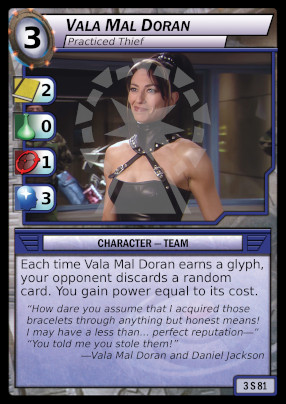 3
VALA MAL DORAN
Practiced Thief
2
0
1
3
CHARACTER – TEAM
Each time Vala Mal Doran earns a glyph,
your opponent discards a random
card. You gain power equal to its cost.
“How dare you assume that I acquired those
bracelets through anything but honest means!
I may have a less than... perfect reputation—”
“You told me you stole them!”
—Vala Mal Doran and Daniel Jackson
3 S 81